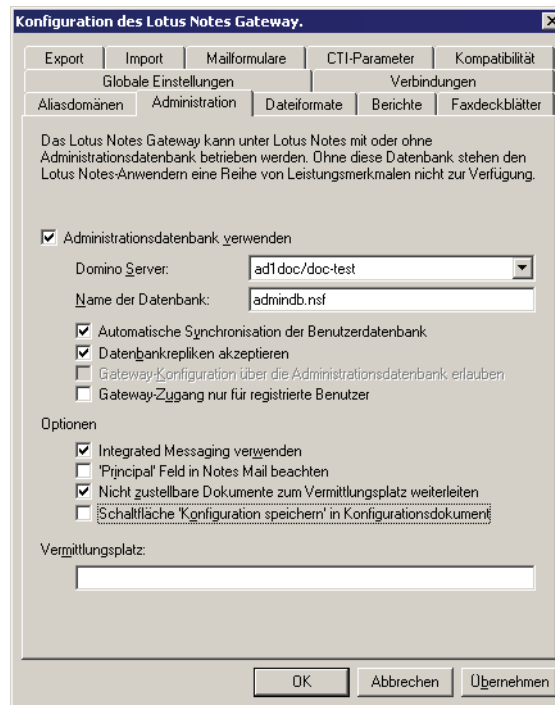 Konfiguration des Lotus Notes Gateway.
Export Import Mailformulare CTI-Parameter Kompatibilität
Globale Einstellungen Verbindungen
Aliasdomänen Administration Dateiformate Berichte Faxdeckblätter
Das Lotus Notes Gateway kann unter Lotus Notes mit oder ohne
Administrationsdatenbank betrieben werden. Ohne diese Datenbank stehen den
Lotus Notes-Anwendern eine Reihe von Leistungsmerkmalen nicht zur Verfügung.
Administrationsdatenbank verwenden
Domino Server: ad1doc/doc-test
Name der Datenbank: admindb.nsf
Automatische Synchronisation der Benutzerdatenbank
Datenbankrepliken akzeptieren
Gateway-Konfiguration über die Administrationsdatenbank erlauben
Gateway-Zugang nur für registrierte Benutzer
Optionen
Integrated Messaging verwenden
'Principal' Feld in Notes Mail beachten
Nicht zustellbare Dokumente zum Vermittlungsplatz weiterleiten
Schaltfläche 'Konfiguration speichern' in Konfigurationsdokument
Vermittlungsplatz:
OK Abbrechen Übernehmen